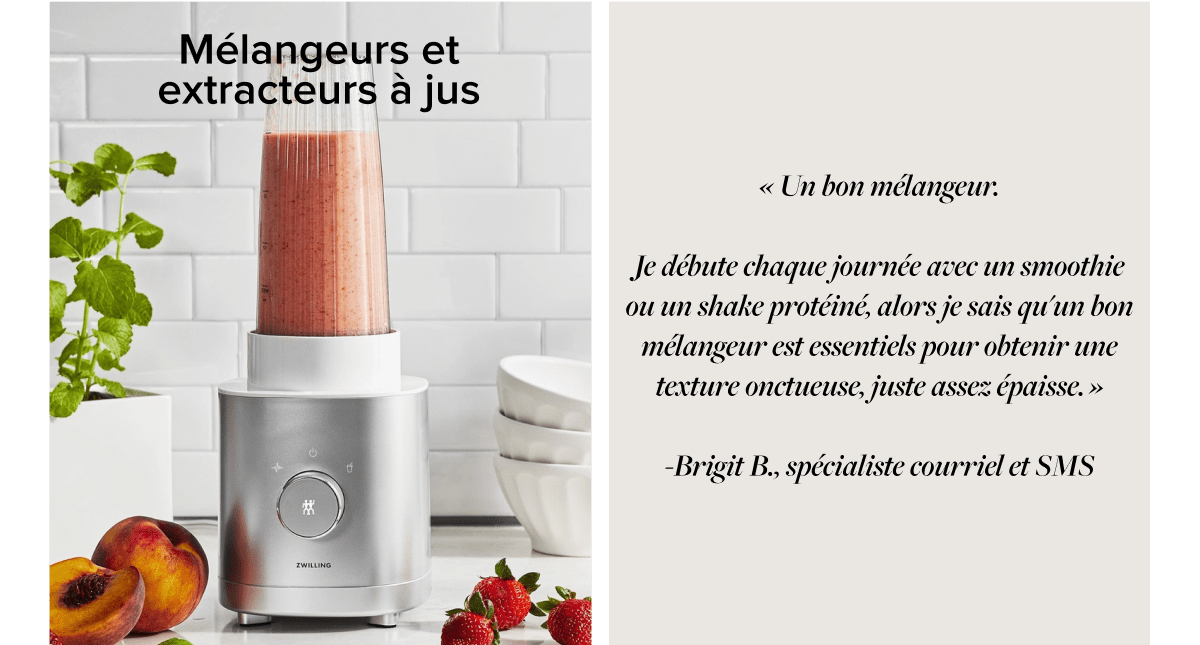 Mélangeurs et
extracteurs à jus
ZWILLING
« Un bon mélangeur.
Je débute chaque journée avec un smoothie
ou un shake protéiné, alors je sais qu'un bon
mélangeur est essentiels pour obtenir une
texture onctueuse, juste assez épaisse. »
-Brigit B., spécialiste courriel et SMS